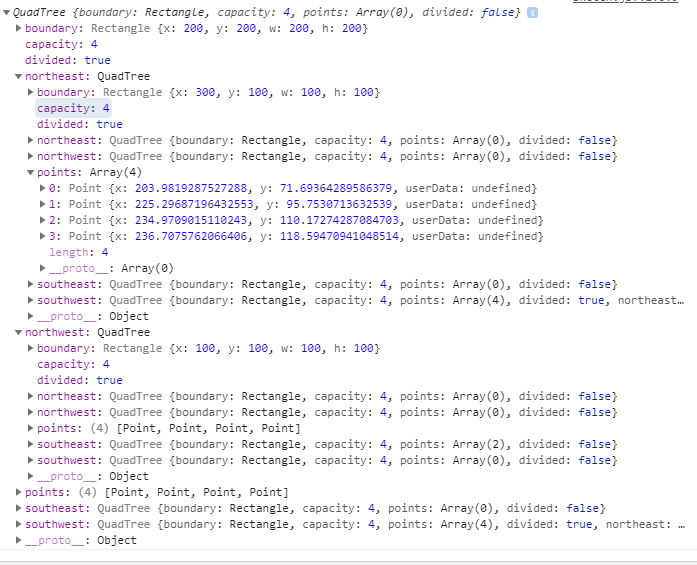 QuadTree {boundary: Rectangle, capacity: 4, points: Array(0), divided: false} i
boundary: Rectangle {x: 200, y: 200, w: 200, h: 200}
capacity: 4
divided: true
northeast: QuadTree
boundary: Rectangle {x: 300, y: 100, w: 100, h: 100}
capacity: 4
divided: true
northeast: QuadTree {boundary: Rectangle, capacity: 4, points: Array(0), divided: false}
northwest: QuadTree {boundary: Rectangle, capacity: 4, points: Array(0), divided: false}
points: Array(4)
0: Point {x: 203.9819287527288, y: 71.69364289586379, userData: undefined}
1: Point {x: 225.29687196432553, y: 95.7530713632539, userData: undefined}
2: Point {x: 234.9709015110243, y: 110.17274287084703, userData: undefined}
3: Point {x: 236.7075762066406, y: 118.59470941048514, userData: undefined}
length: 4
__proto__: Array(0)
southeast: QuadTree {boundary: Rectangle, capacity: 4, points: Array(0), divided: false}
southwest: QuadTree {boundary: Rectangle, capacity: 4, points: Array(4), divided: true, northeast…
__proto__: Object
northwest: QuadTree
boundary: Rectangle {x: 100, y: 100, w: 100, h: 100}
capacity: 4
divided: true
northeast: QuadTree {boundary: Rectangle, capacity: 4, points: Array(0), divided: false}
northwest: QuadTree {boundary: Rectangle, capacity: 4, points: Array(0), divided: false}
points: (4) [Point, Point, Point, Point]
southeast: QuadTree {boundary: Rectangle, capacity: 4, points: Array(2), divided: false}
southwest: QuadTree {boundary: Rectangle, capacity: 4, points: Array(0), divided: false}
__proto__: Object
points: (4) [Point, Point, Point, Point]
southeast: QuadTree {boundary: Rectangle, capacity: 4, points: Array(0), divided: false}
southwest: QuadTree {boundary: Rectangle, capacity: 4, points: Array(4), divided: true, northeast: …
__proto__: Object